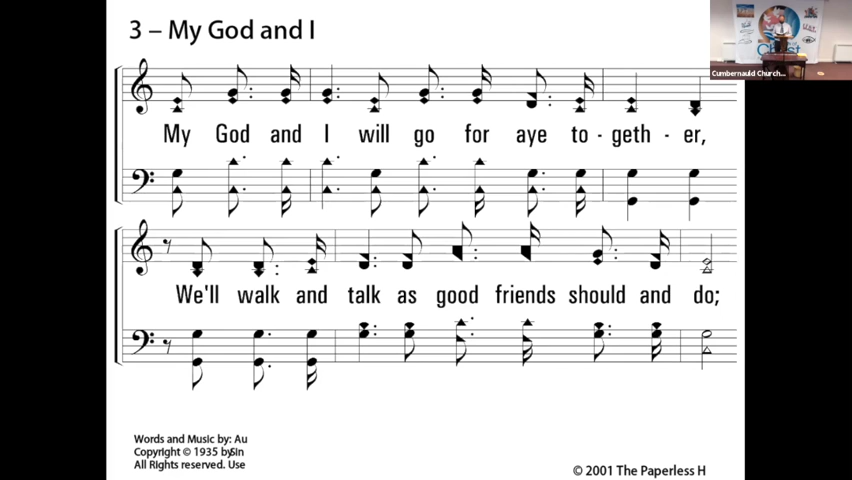 3 – My God and I
Cumbernauld Church...
Christ
My God and I will go for aye to - geth - er,
We'll walk and talk as good friends should and do;
Words and Music by: Au
Copyright © 1935 by Sin
All Rights reserved. Use
© 2001 The Paperless H